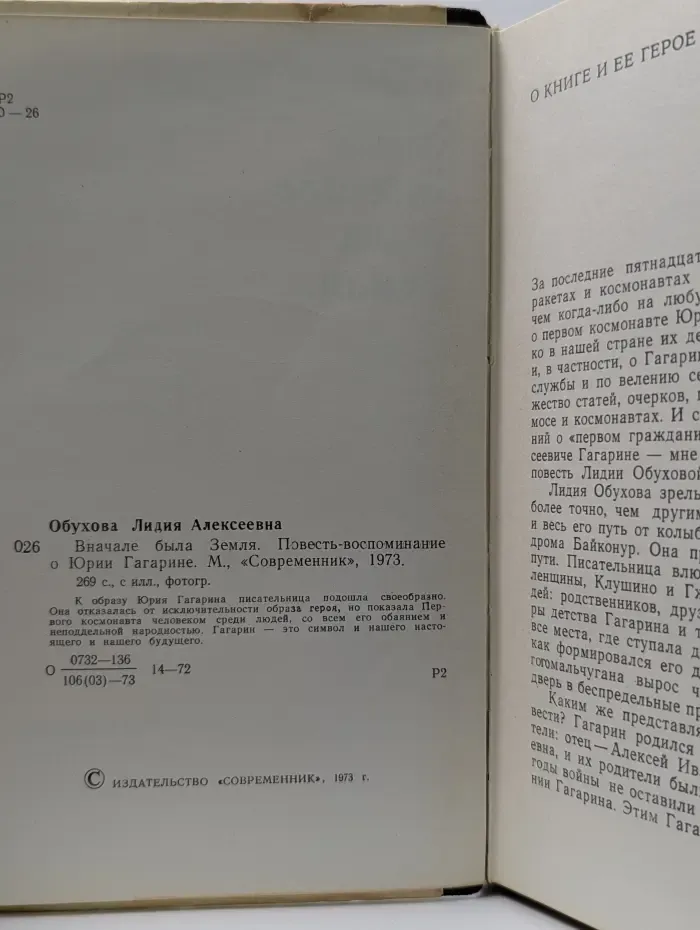 Р2
0—26
Обухова Лидия Алексеевна
О26 Вначале была Земля. Повесть-воспоминание
о Юрии Гагарине. М., «Современник», 1973.
269 с., с илл., фотогр.
К образу Юрия Гагарина писательница подошла своеобразно.
Она отказалась от исключительности образа героя, но показала Пер-
вого космонавта человеком среди людей, со всем его обаянием и
неподдельной народностью. Гагарин — это символ и нашего насто-
ящего и нашего будущего.
О 0732—136
106(03)—73 14—72
Р2
© ИЗДАТЕЛЬСТВО «СОВРЕМЕННИК», 1973 г.
О КНИГЕ И ЕЕ ГЕРОЕ
За последние пятнадцат
ракетах и космонавтах
чем когда-либо на любу
о первом космонавте Юр
ко в нашей стране их де
и, в частности, о Гагарин
службы и по велению се
жество статей, очерков,
мосе и космонавтах. И с
ний о «первом граждани
сеевиче Гагарине — мне
повесть Лидии Обуховой
Лидия Обухова зрель
более точно, чем другим
и весь его путь от колыб
дрома Байконур. Она пр
пути. Писательница влю
ленщины, Клушино и Гж
дей: родственников, друз
ры детства Гагарина и т
все места, где ступала д
как формировался его д
гогомальчугана вырос ч
дверь в беспредельные пр
Каким же представля
вести? Гагарин родился
тели: отец — Алексей Ив
евна, и их родители был
годы войны не оставили
нии Гагарина. Этим Гага